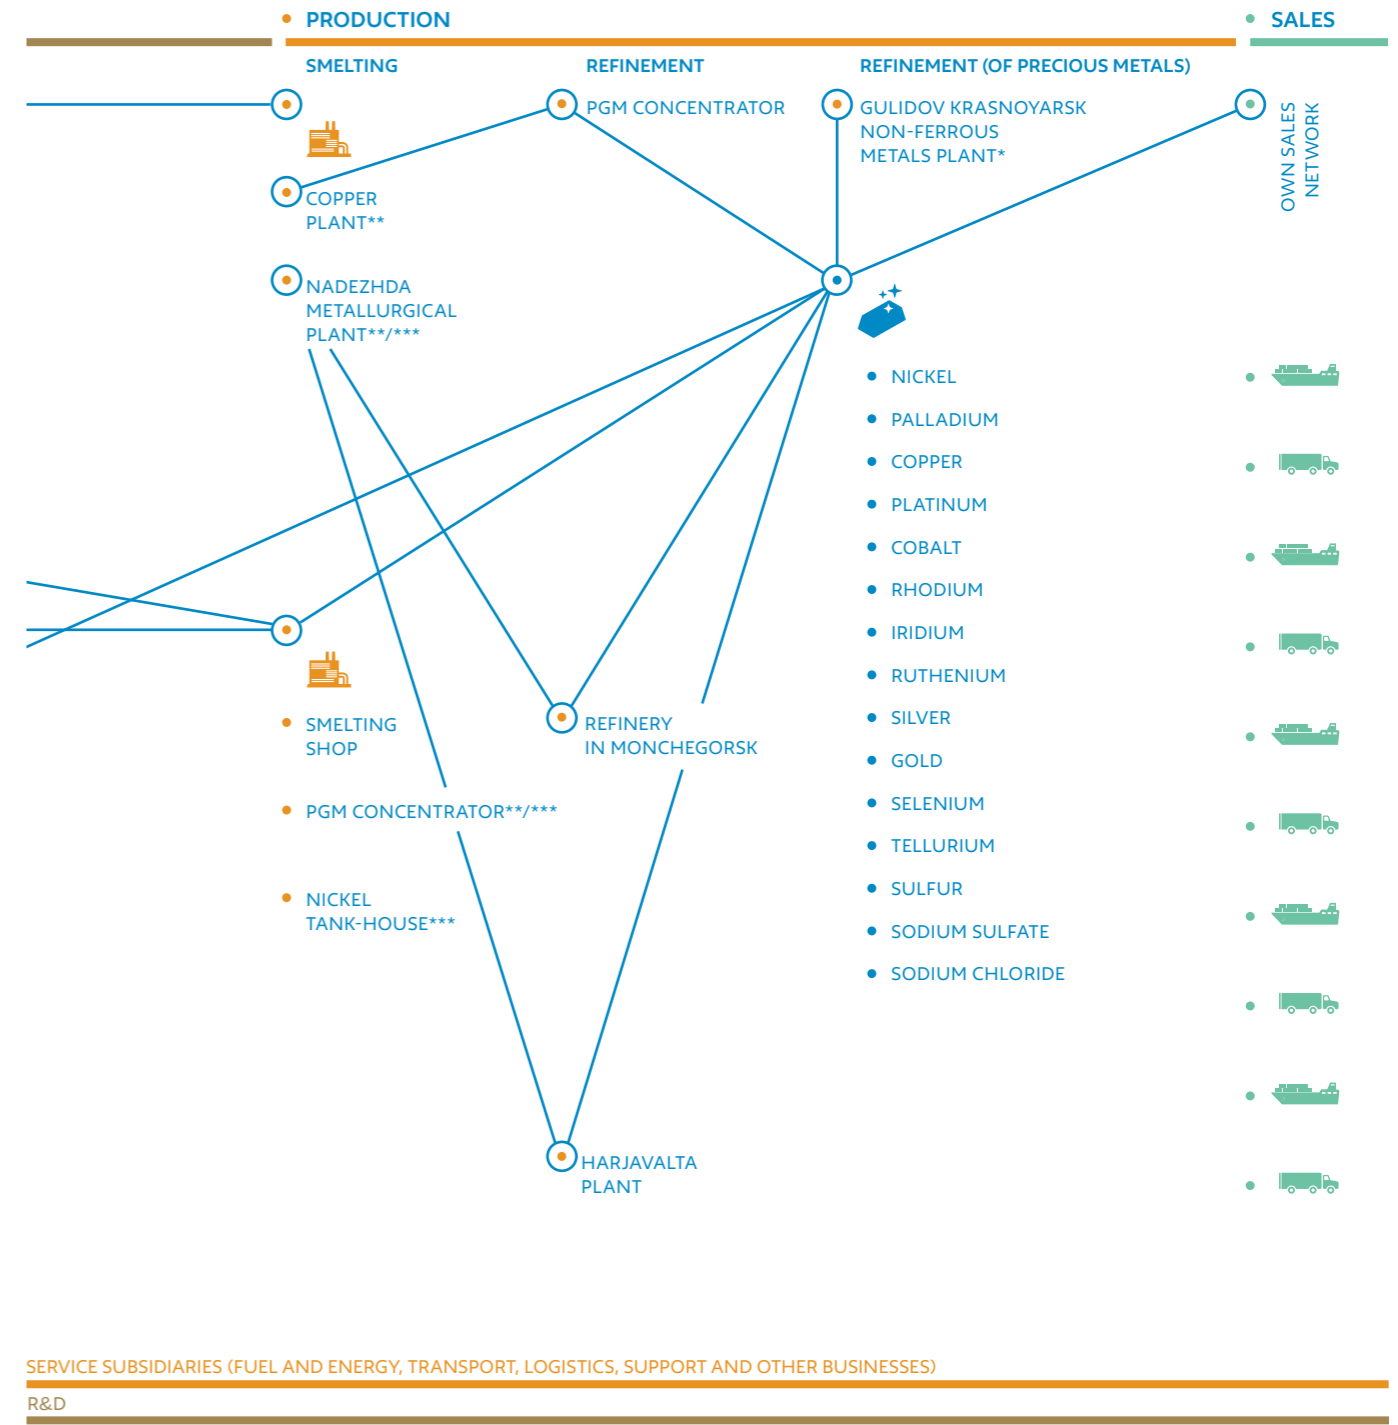 PRODUCTION
SALES
SMELTING
REFINEMENT
REFINEMENT (OF PRECIOUS METALS)
PGM CONCENTRATOR
GULIDOV KRASNOYARSK
NON-FERROUS
METALS PLANT*
OWN SALES
NETWORK
COPPER
PLANT**
NADEZHDA
METALLURGICAL
PLANT**/***
NICKEL
PALLADIUM
COPPER
PLATINUM
COBALT
RHODIUM
IRIDIUM
RUTHENIUM
SILVER
GOLD
SELENIUM
TELLURIUM
SULFUR
SODIUM SULFATE
SODIUM CHLORIDE
SMELTING
SHOP
REFINERY
IN MONCHEGORSK
PGM CONCENTRATOR**/***
NICKEL
TANK-HOUSE***
HARJAVALTA
PLANT
SERVICE SUBSIDIARIES (FUEL AND ENERGY, TRANSPORT, LOGISTICS, SUPPORT AND OTHER BUSINESSES)
R&D